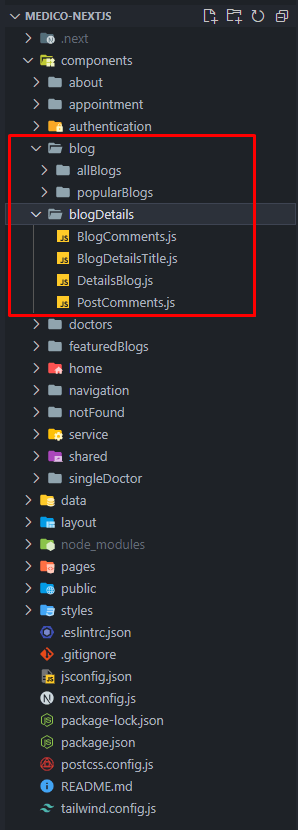 MEDICO-NEXTJS
.next
components
about
appointment
authentication
blog
allBlogs
popularBlogs
blogDetails
JS BlogComments.js
JS BlogDetailsTitle.js
JS DetailsBlog.js
JS PostComments.js
doctors
featuredBlogs
home
navigation
notFound
service
shared
singleDoctor
data
layout
node_modules
pages
public
styles
.eslintrc.json
.gitignore
JS jsconfig.json
N next.config.js
JS package-lock.json
JS package.json
postcss.config.js
README.md
tailwind.config.js